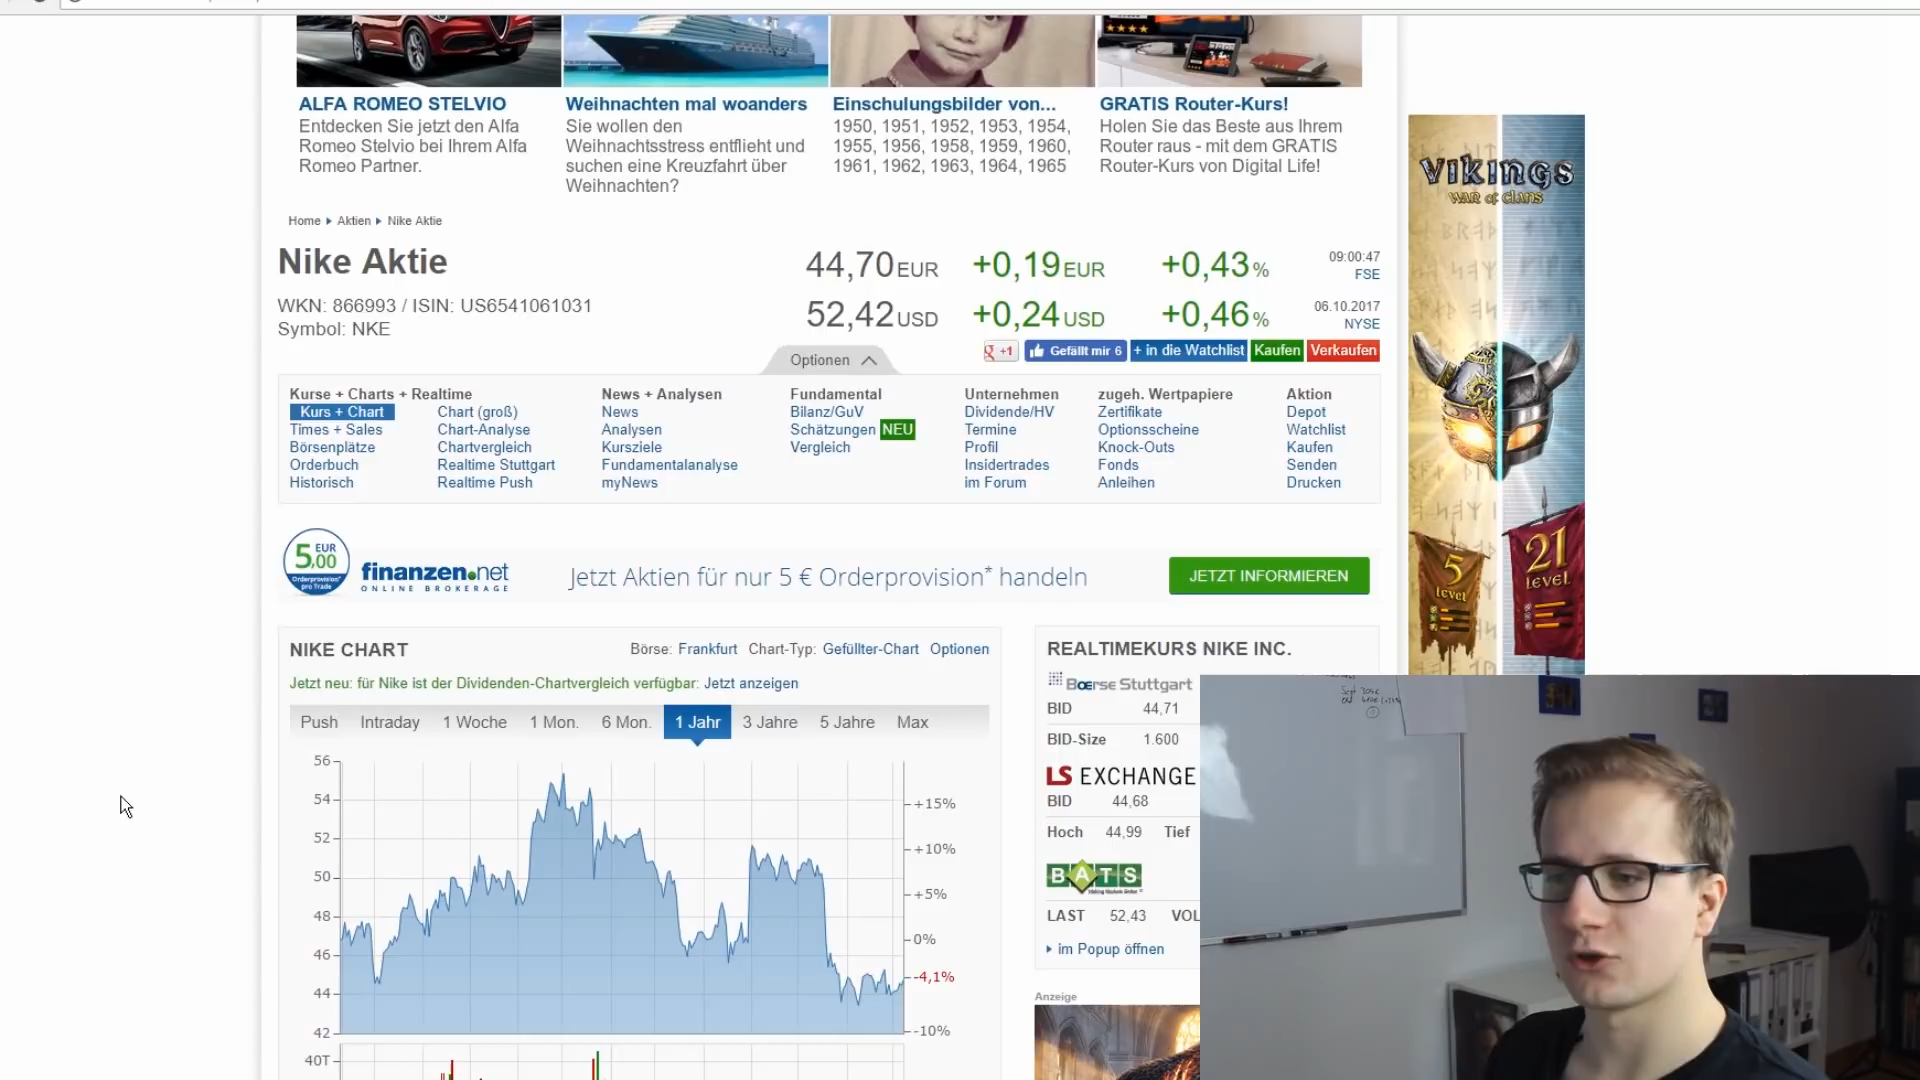 ALFA ROMEO STELVIO
Entdecken Sie jetzt den Alfa
Romeo Stelvio bei Ihrem Alfa
Romeo Partner.
Weihnachten mal woanders
Sie wollen den
Weihnachtsstress entflieht und
suchen eine Kreuzfahrt über
Weihnachten?
Einschulungsbilder von...
1950, 1951, 1952, 1953, 1954,
1955, 1956, 1958, 1959, 1960,
1961, 1962, 1963, 1964, 1965
GRATIS Router-Kurs!
Holen Sie das Beste aus Ihrem
Router raus - mit dem GRATIS
Router-Kurs von Digital Life!
VIKINGS
WAR OF CLANS
5
level
21
LEVEL
Home Aktien Nike Aktie
Nike Aktie
WKN: 866993 / ISIN: US6541061031
Symbol: NKE
44,70 EUR +0,19 EUR +0,43 % 09:00:47
FSE
52,42 USD +0,24 USD +0,46 % 06.10.2017
NYSE
g +1 Gefällt mir 6 + in die Watchlist Kaufen Verkaufen
Optionen
Kurse + Charts + Realtime
Kurs + Chart Chart (groß)
Times + Sales Chart-Analyse
Börsenplätze Chartvergleich
Orderbuch Realtime Stuttgart
Historisch Realtime Push
News + Analysen
News
Analysen
Kursziele
Fundamentalanalyse
myNews
Fundamental
Bilanz/GuV
Schätzungen NEU
Vergleich
Unternehmen
Dividende/HV
Termine
Profil
Insidertrades
im Forum
zugeh. Wertpapiere
Zertifikate
Optionsscheine
Knock-Outs
Fonds
Anleihen
Aktion
Depot
Watchlist
Kaufen
Senden
Drucken
5,00 EUR
Orderprovision*
pro Trade
finanzen.net
ONLINE BROKERAGE
Jetzt Aktien für nur 5 € Orderprovision* handeln
JETZT INFORMIEREN
NIKE CHART
Börse: Frankfurt Chart-Typ: Gefüllter-Chart Optionen
Jetzt neu: für Nike ist der Dividenden-Chartvergleich verfügbar: Jetzt anzeigen
Push Intraday 1 Woche 1 Mon. 6 Mon. 1 Jahr 3 Jahre 5 Jahre Max
56
54
52
50
48
46
44
42
40T
+15%
+10%
+5%
0%
-4,1%
-10%
REALTIMEKURS NIKE INC.
Boerse Stuttgart
BID 44,71
BID-Size 1.600
LS EXCHANGE
BID 44,68
Hoch 44,99 Tief
BATS
LAST 52,43 VOL
im Popup öffnen
Anzeige